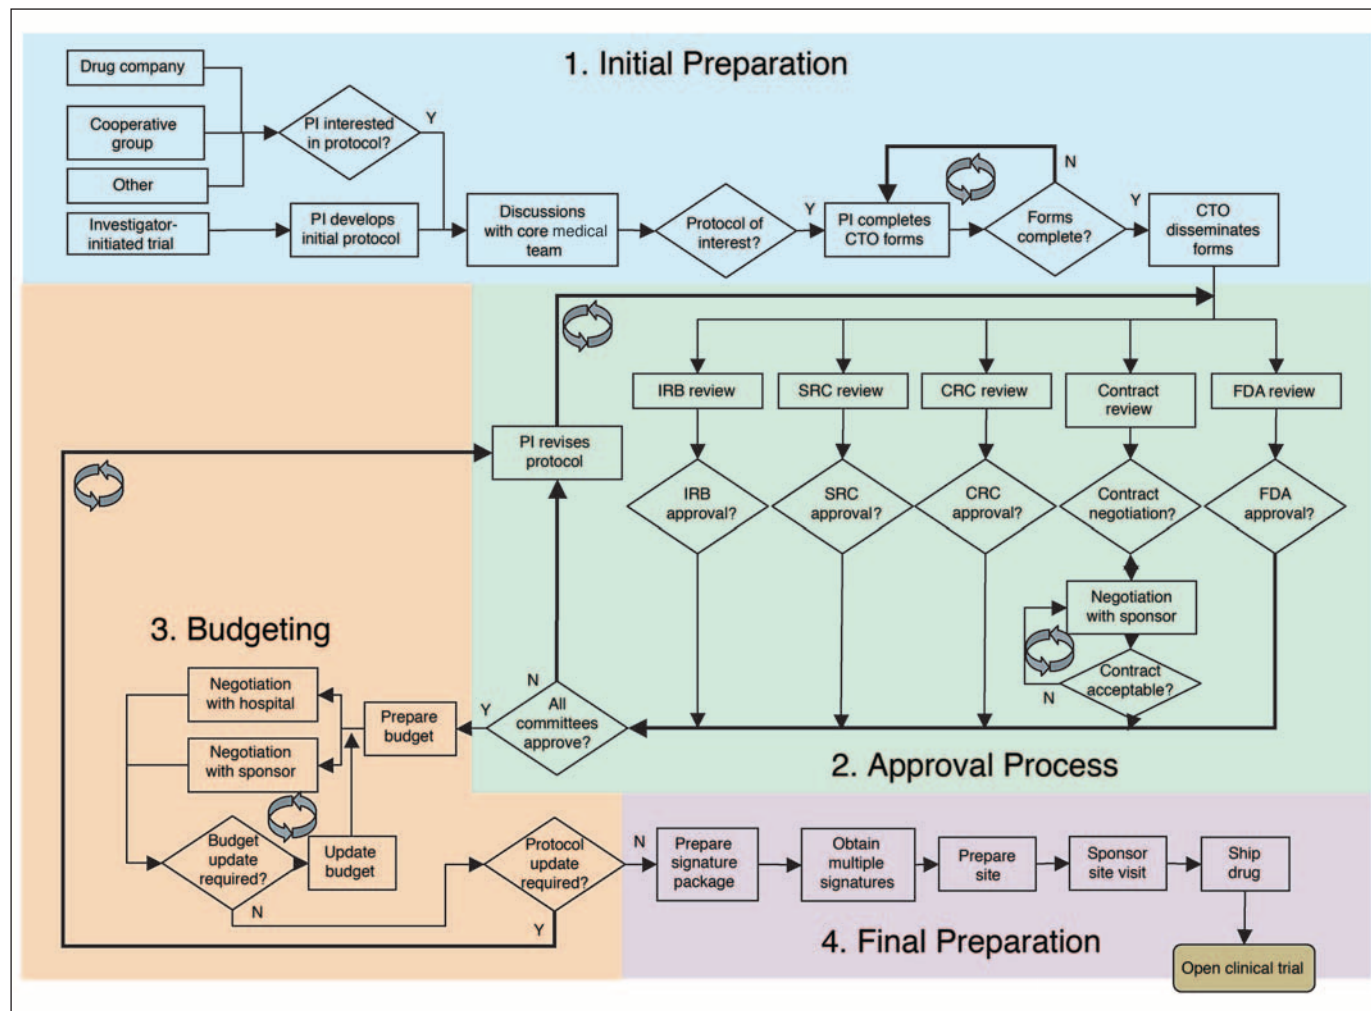 1. Initial Preparation
Drug company
Cooperative
group
Other
Investigator-
initiated trial
PI interested
in protocol?
Y
PI develops
initial protocol
Discussions
with core medical
team
Protocol of
interest?
Y
PI completes
CTO forms
N
Forms
complete?
Y
CTO
disseminates
forms
IRB review
SRC review
CRC review
Contract
review
FDA review
PI revises
protocol
IRB
approval?
SRC
approval?
CRC
approval?
Contract
negotiation?
FDA
approval?
Negotiation
with sponsor
Contract
acceptable?
N
N
All
committees
approve?
Y
2. Approval Process
3. Budgeting
Negotiation
with hospital
Prepare
budget
Negotiation
with sponsor
Budget
update
required?
Update
budget
N
Protocol
update
required?
Y
N
Prepare
signature
package
Obtain
multiple
signatures
Prepare
site
Sponsor
site visit
Ship
drug
4. Final Preparation
Open clinical trial